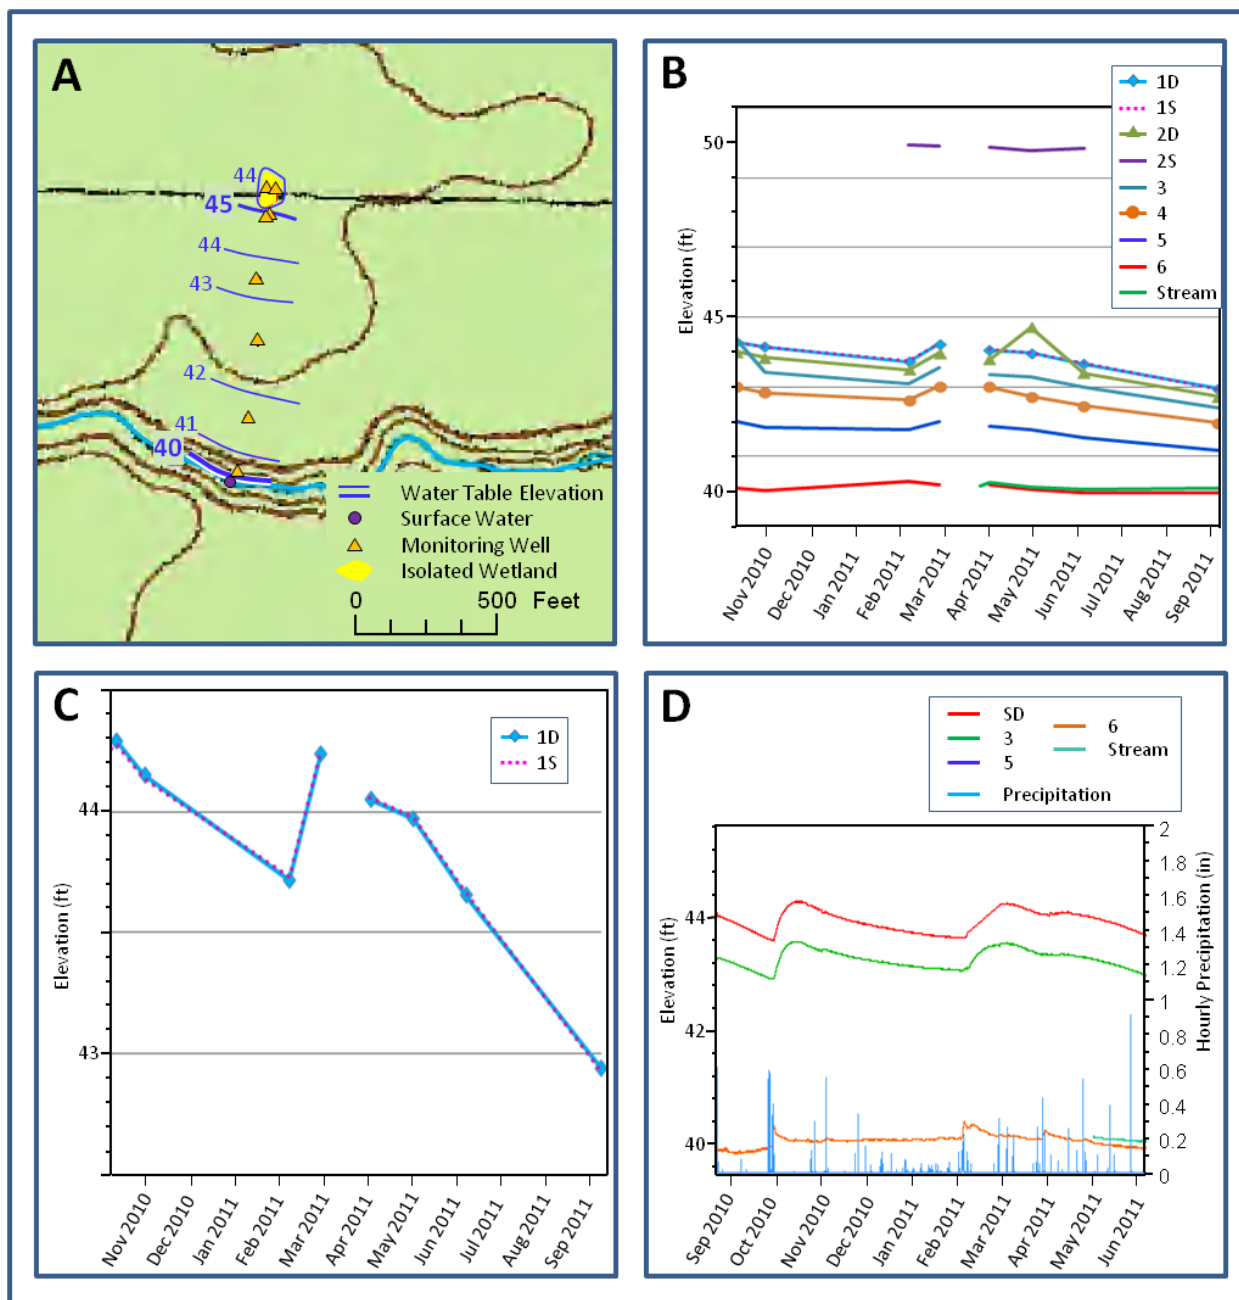 A
44
45
44
43
42
41
40
Water Table Elevation
Surface Water
Monitoring Well
Isolated Wetland
0 500 Feet
B
1D
1S
2D
2S
3
4
5
6
Stream
Elevation (ft)
50
45
40
Nov 2010
Dec 2010
Jan 2011
Feb 2011
Mar 2011
Apr 2011
May 2011
Jun 2011
Jul 2011
Aug 2011
Sep 2011
C
1D
1S
Elevation (ft)
44
43
Nov 2010
Dec 2010
Jan 2011
Feb 2011
Mar 2011
Apr 2011
May 2011
Jun 2011
Jul 2011
Aug 2011
Sep 2011
D
SD
3
5
6
Stream
Precipitation
Elevation (ft)
44
42
40
Hourly Precipitation (in)
2
1.8
1.6
1.4
1.2
1
0.8
0.6
0.4
0.2
0
Sep 2010
Oct 2010
Nov 2010
Dec 2010
Jan 2011
Feb 2011
Mar 2011
Apr 2011
May 2011
Jun 2011